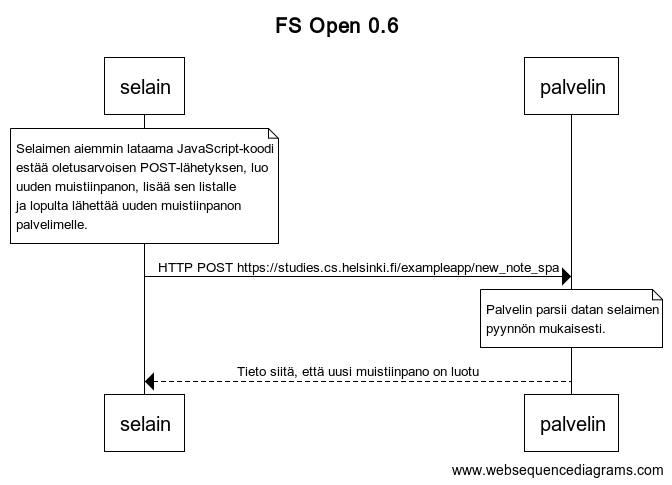 FS Open 0.6
selain
palvelin
Selaimen aiemmin lataama JavaScript-koodi
estää oletusarvoisen POST-lähetyksen, luo
uuden muistiinpanon, lisää sen listalle
ja lopulta lähettää uuden muistiinpanon
palvelimelle.
HTTP POST https://studies.cs.helsinki.fi/exampleapp/new_note_spa
Palvelin parsii datan selaimen
pyynnön mukaisesti.
Tieto siitä, että uusi muistiinpano on luotu
selain
palvelin
www.websequencediagrams.com